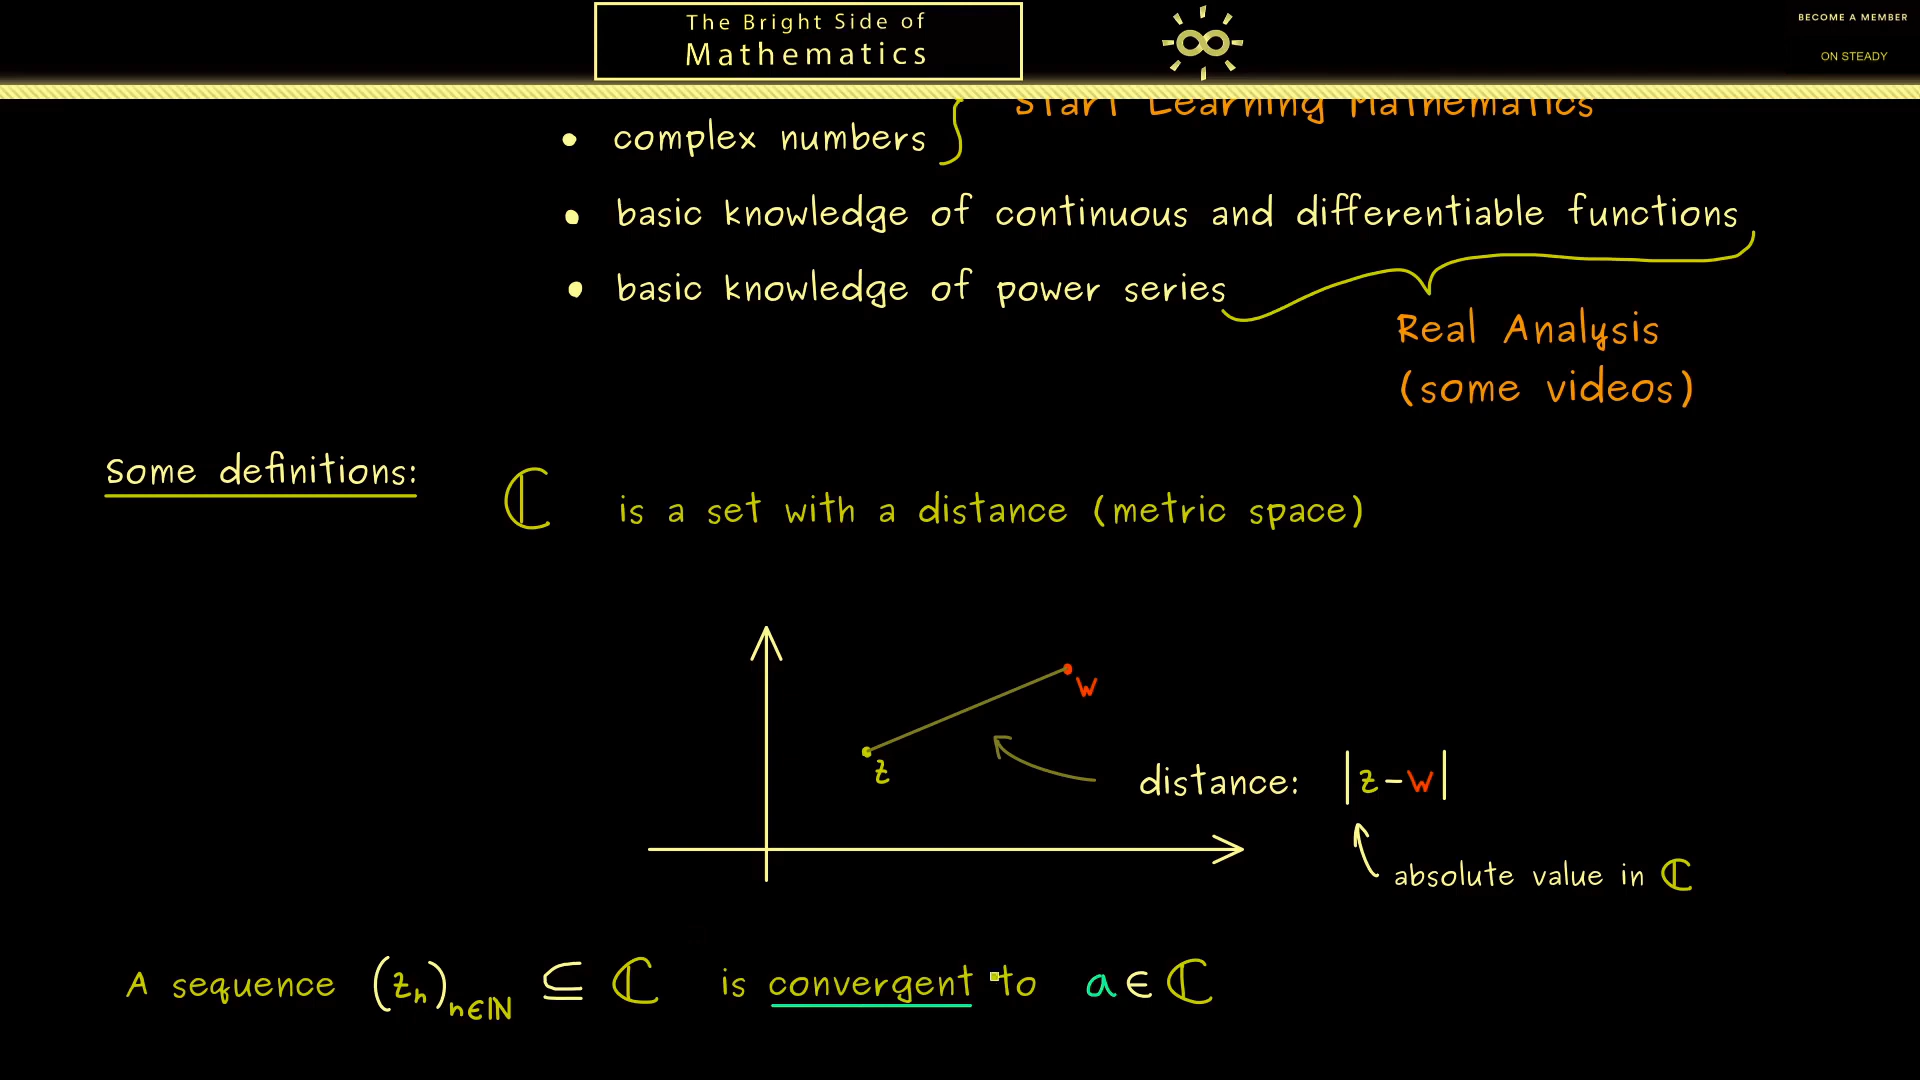 The Bright Side of
Mathematics
BECOME A MEMBER
ON STEADY
Start Learning Mathematics
• complex numbers
• basic knowledge of continuous and differentiable functions
• basic knowledge of power series
Real Analysis
(some videos)
Some definitions: ℂ is a set with a distance (metric space)
w
z
distance: |z-w|
absolute value in ℂ
A sequence (zₙ)ₙ∈ℕ ⊆ ℂ is convergent to a ∈ ℂ